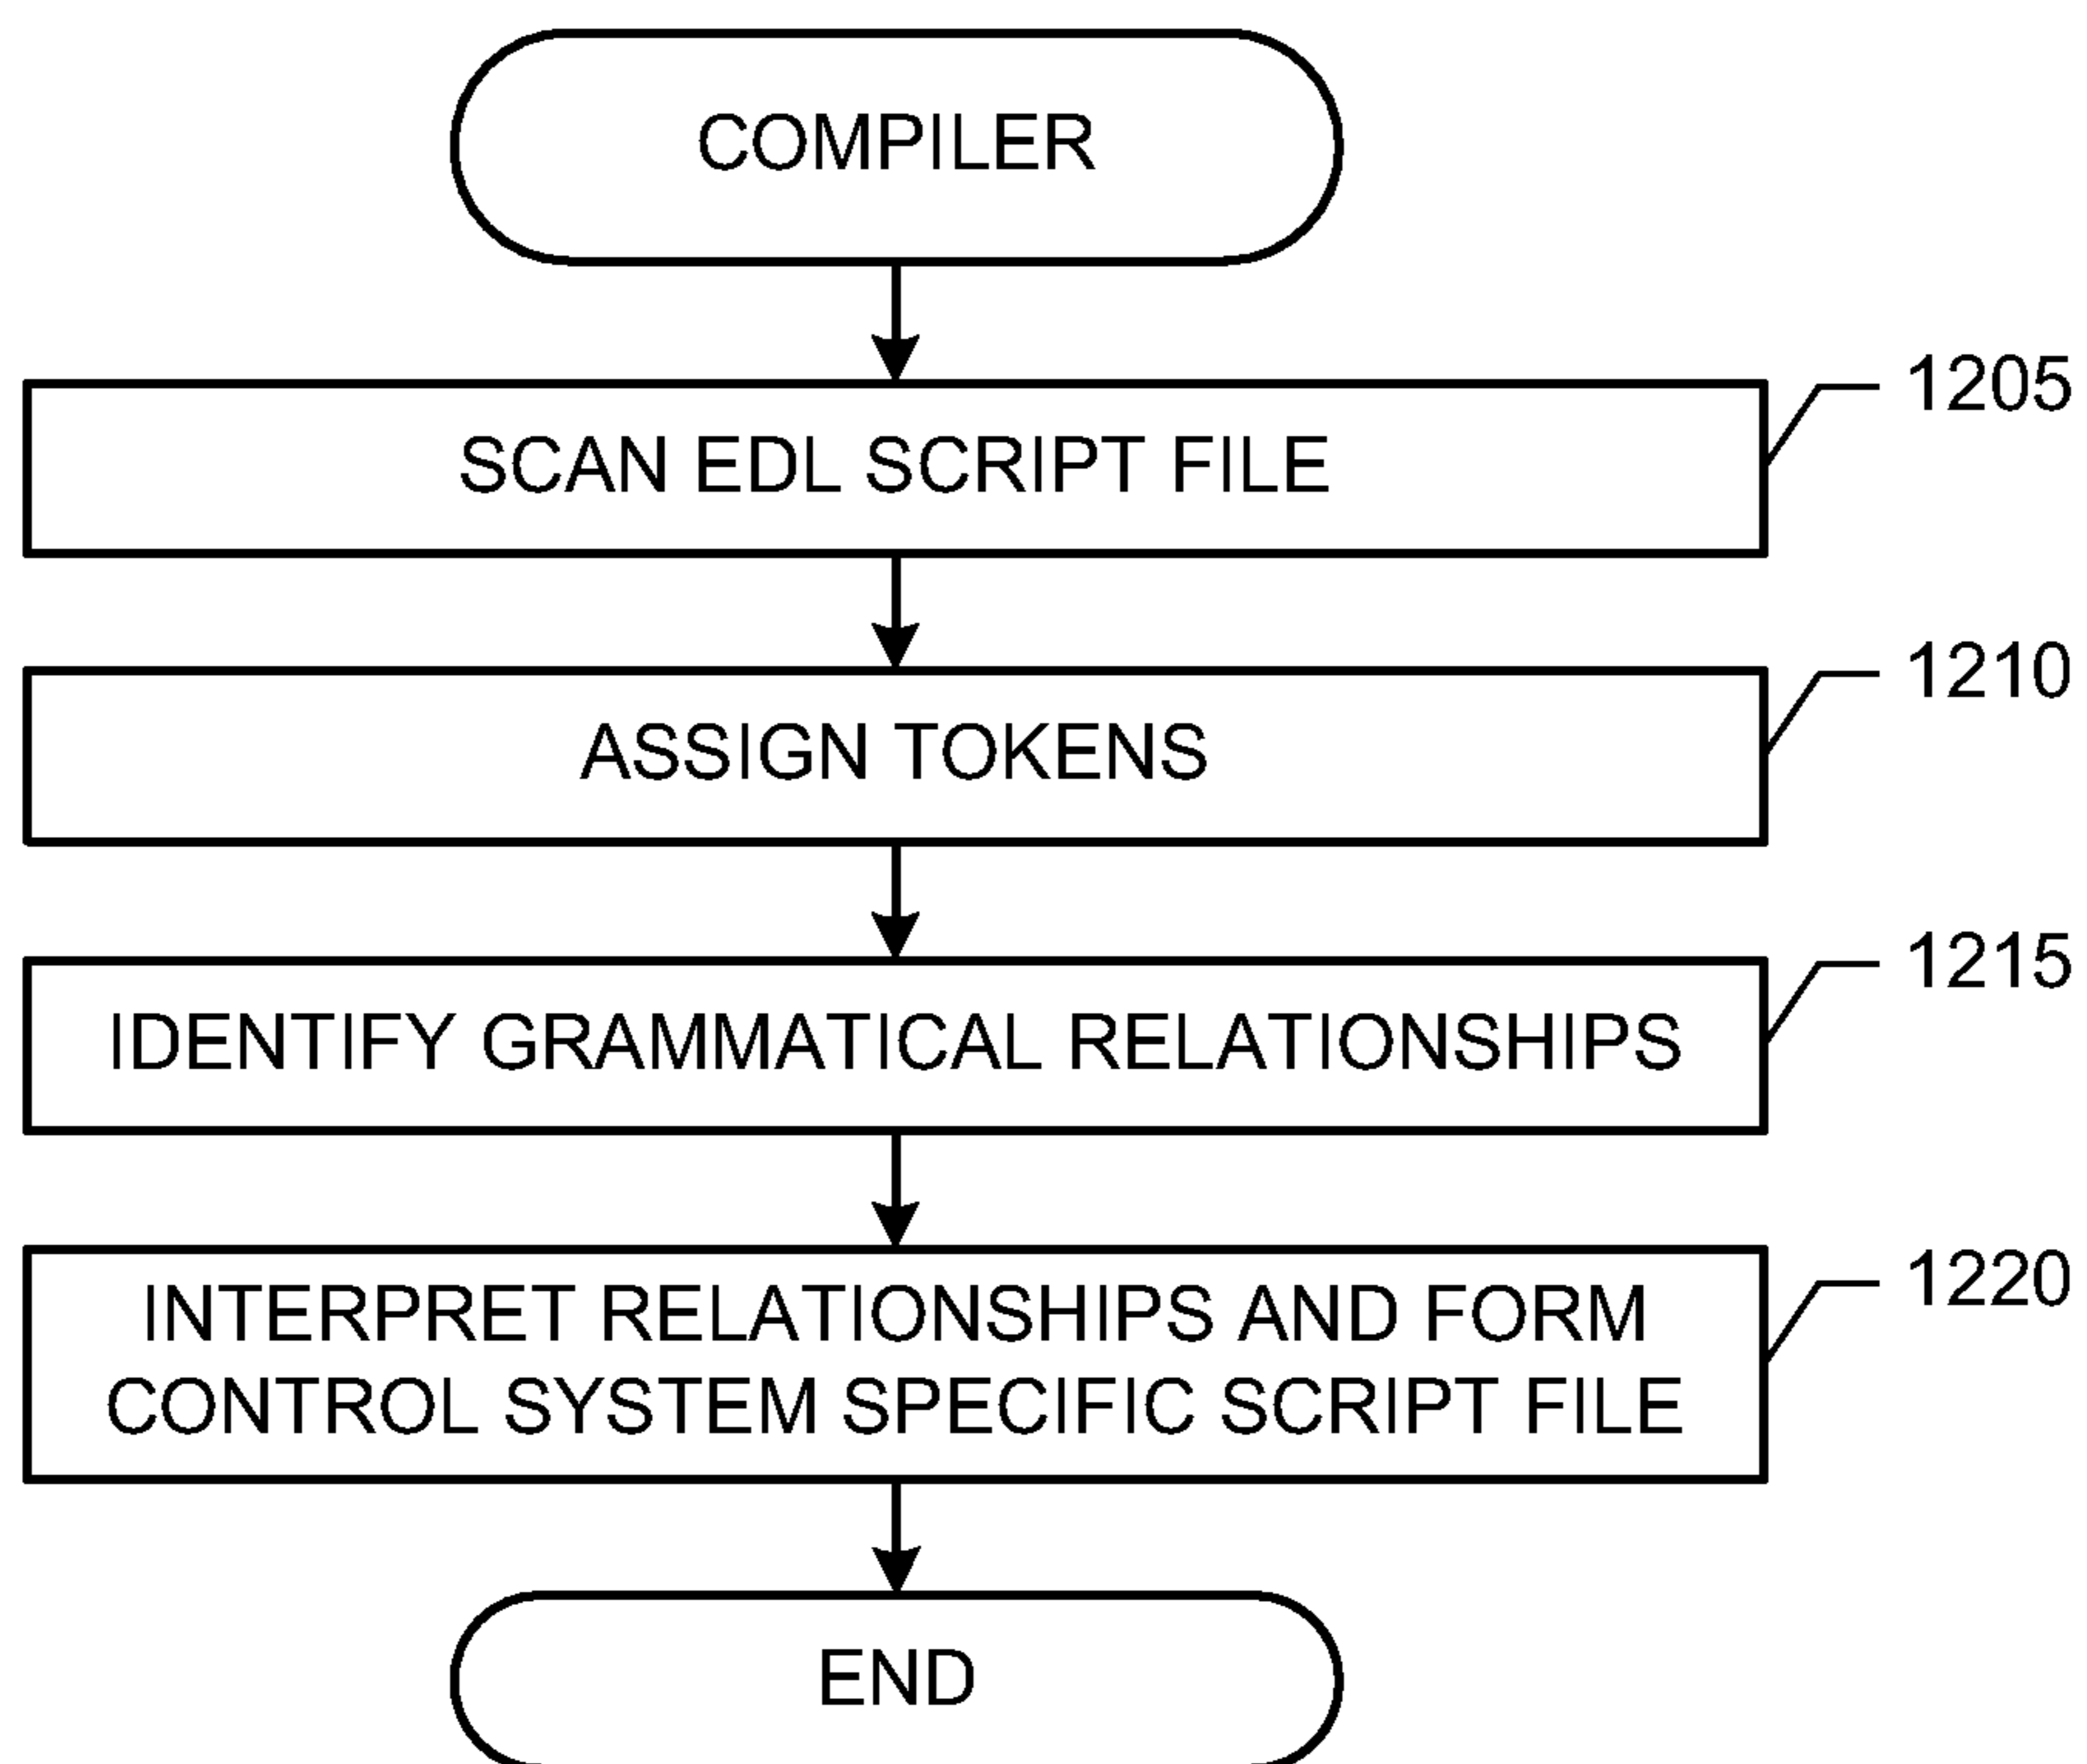 COMPILER
SCAN EDL SCRIPT FILE
1205
ASSIGN TOKENS
1210
IDENTIFY GRAMMATICAL RELATIONSHIPS
1215
INTERPRET RELATIONSHIPS AND FORM
CONTROL SYSTEM SPECIFIC SCRIPT FILE
1220
END